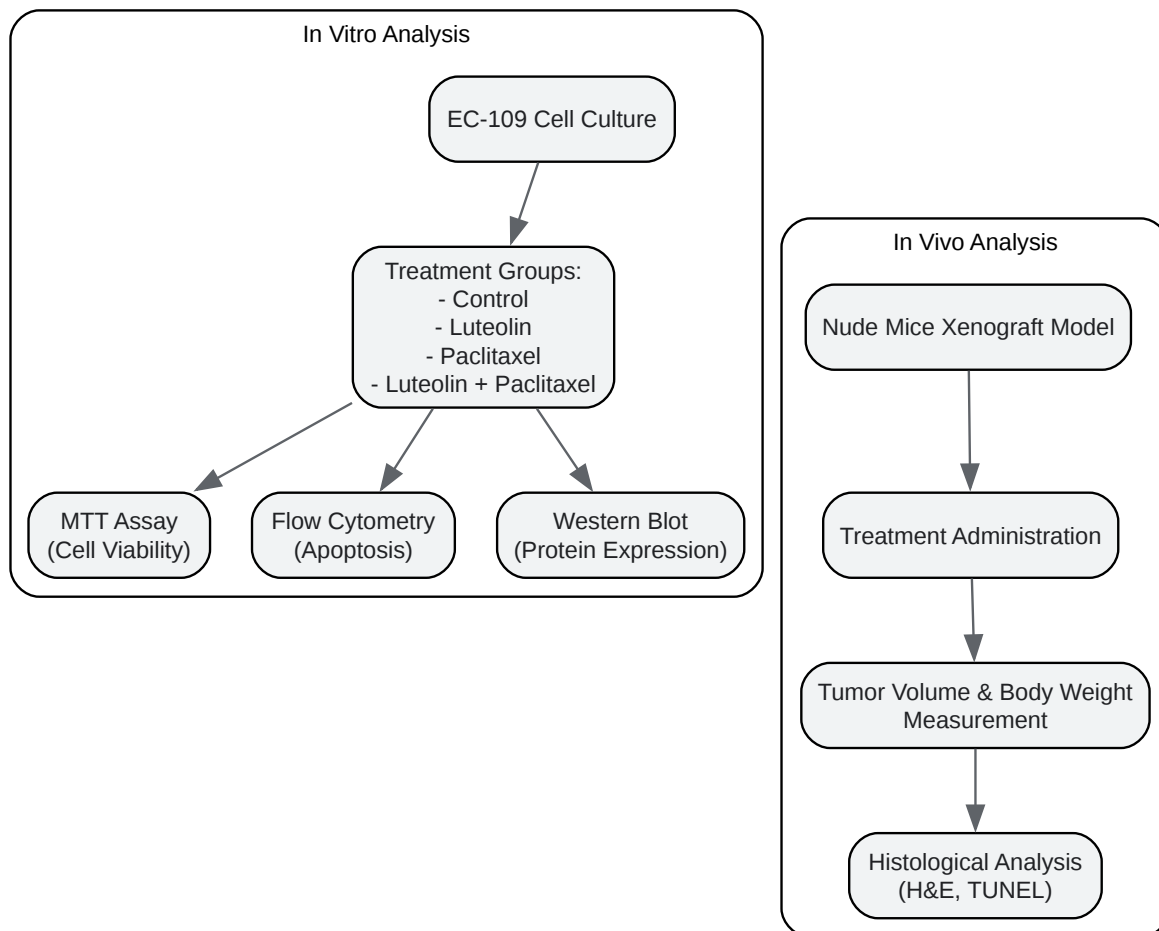 In Vitro Analysis
EC-109 Cell Culture
Treatment Groups:
- Control
- Luteolin
- Paclitaxel
- Luteolin + Paclitaxel
MTT Assay
(Cell Viability)
Flow Cytometry
(Apoptosis)
Western Blot
(Protein Expression)
In Vivo Analysis
Nude Mice Xenograft Model
Treatment Administration
Tumor Volume & Body Weight
Measurement
Histological Analysis
(H&E, TUNEL)